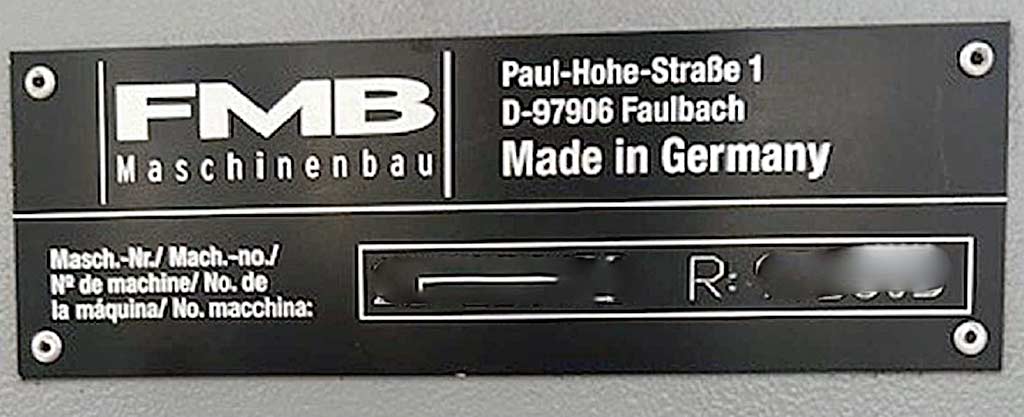 FMB
Maschinenbau
Paul-Hohe-Straße 1
D-97906 Faulbach
Made in Germany
Masch.-Nr./ Mach.-no./
Nº de machine/ No. de
la máquina/ No. macchina:
R: